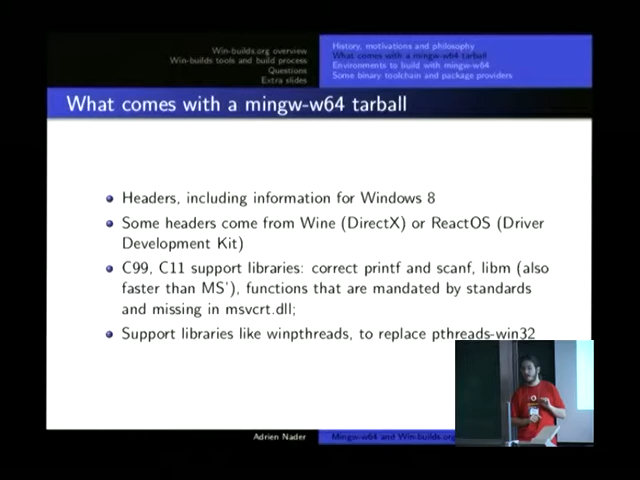 Win-builds.org overview
Win-builds tools and build process
Questions
Extra slides
History, motivations and philosophy
What comes with a mingw-w64 tarball
Environments to build with mingw-w64
Some binary toolchain and package providers
What comes with a mingw-w64 tarball
Headers, including information for Windows 8
Some headers come from Wine (DirectX) or ReactOS (Driver
Development Kit)
C99, C11 support libraries: correct printf and scanf, libm (also
faster than MS'), functions that are mandated by standards
and missing in msvcrt.dll;
Support libraries like winpthreads, to replace pthreads-win32
Adrien Nader
Mingw-w64 and Win-builds.org